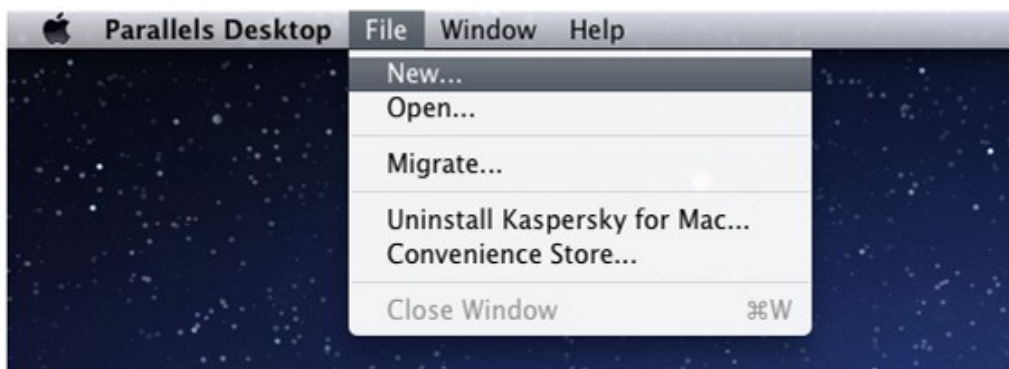 Parallels Desktop File Window Help
New...
Open...
Migrate...
Uninstall Kaspersky for Mac...
Convenience Store...
Close Window ⌘W